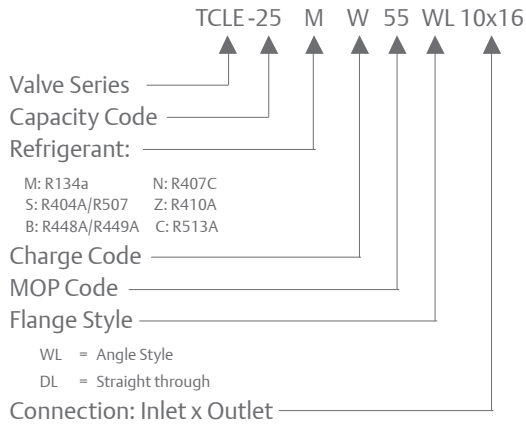 TCLE -25 M W 55 WL 10x16
Valve Series
Capacity Code
Refrigerant:
M: R134a N: R407C
S: R404A/R507 Z: R410A
B: R448A/R449A C: R513A
Charge Code
MOP Code
Flange Style
WL = Angle Style
DL = Straight through
Connection: Inlet x Outlet